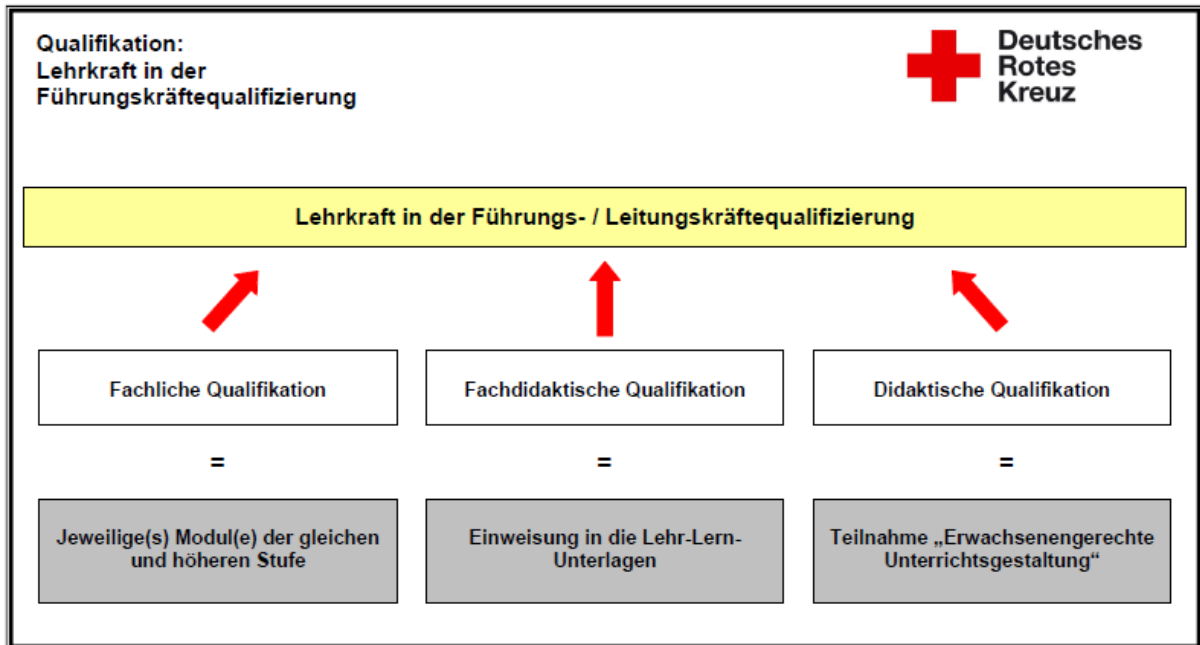 Qualifikation:
Lehrkraft in der
Führungskräftequalifizierung
Deutsches
Rotes
Kreuz
Lehrkraft in der Führungs- / Leitungskräftequalifizierung
Fachliche Qualifikation
Fachdidaktische Qualifikation
Didaktische Qualifikation
=
=
=
Jeweilige(s) Modul(e) der gleichen
und höheren Stufe
Einweisung in die Lehr-Lern-
Unterlagen
Teilnahme „Erwachsenengerechte
Unterrichtsgestaltung“